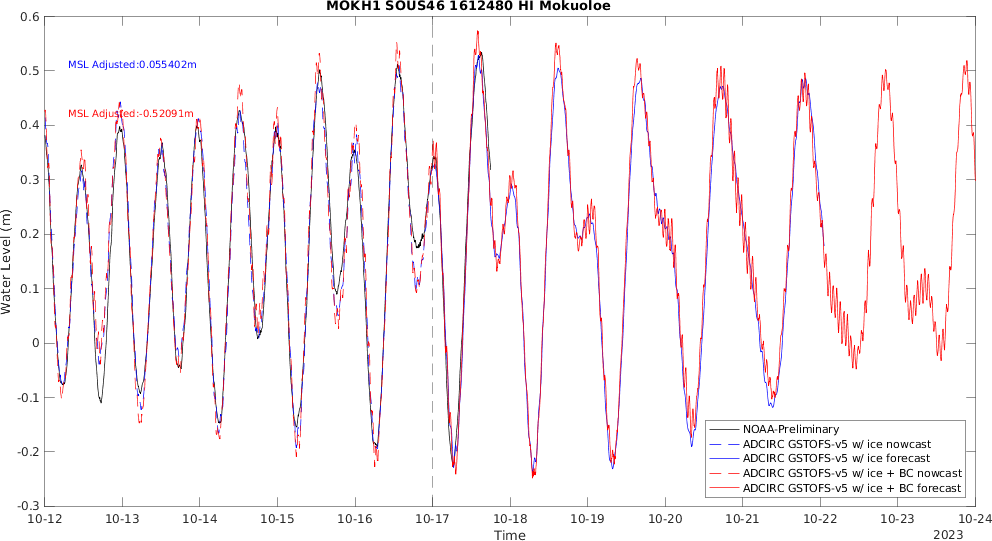 MOKH1 SOUS46 1612480 HI Mokuoloe
0.6
0.5
0.4
0.3
0.2
0.1
0
-0.1
-0.2
-0.3
Water Level (m)
MSL Adjusted:0.055402m
MSL Adjusted:-0.52091m
NOAA-Preliminary
ADCIRC GSTOFS-v5 w/ ice nowcast
ADCIRC GSTOFS-v5 w/ ice forecast
ADCIRC GSTOFS-v5 w/ ice + BC nowcast
ADCIRC GSTOFS-v5 w/ ice + BC forecast
10-12 10-13 10-14 10-15 10-16 10-17 10-18 10-19 10-20 10-21 10-22 10-23 10-24
Time
2023